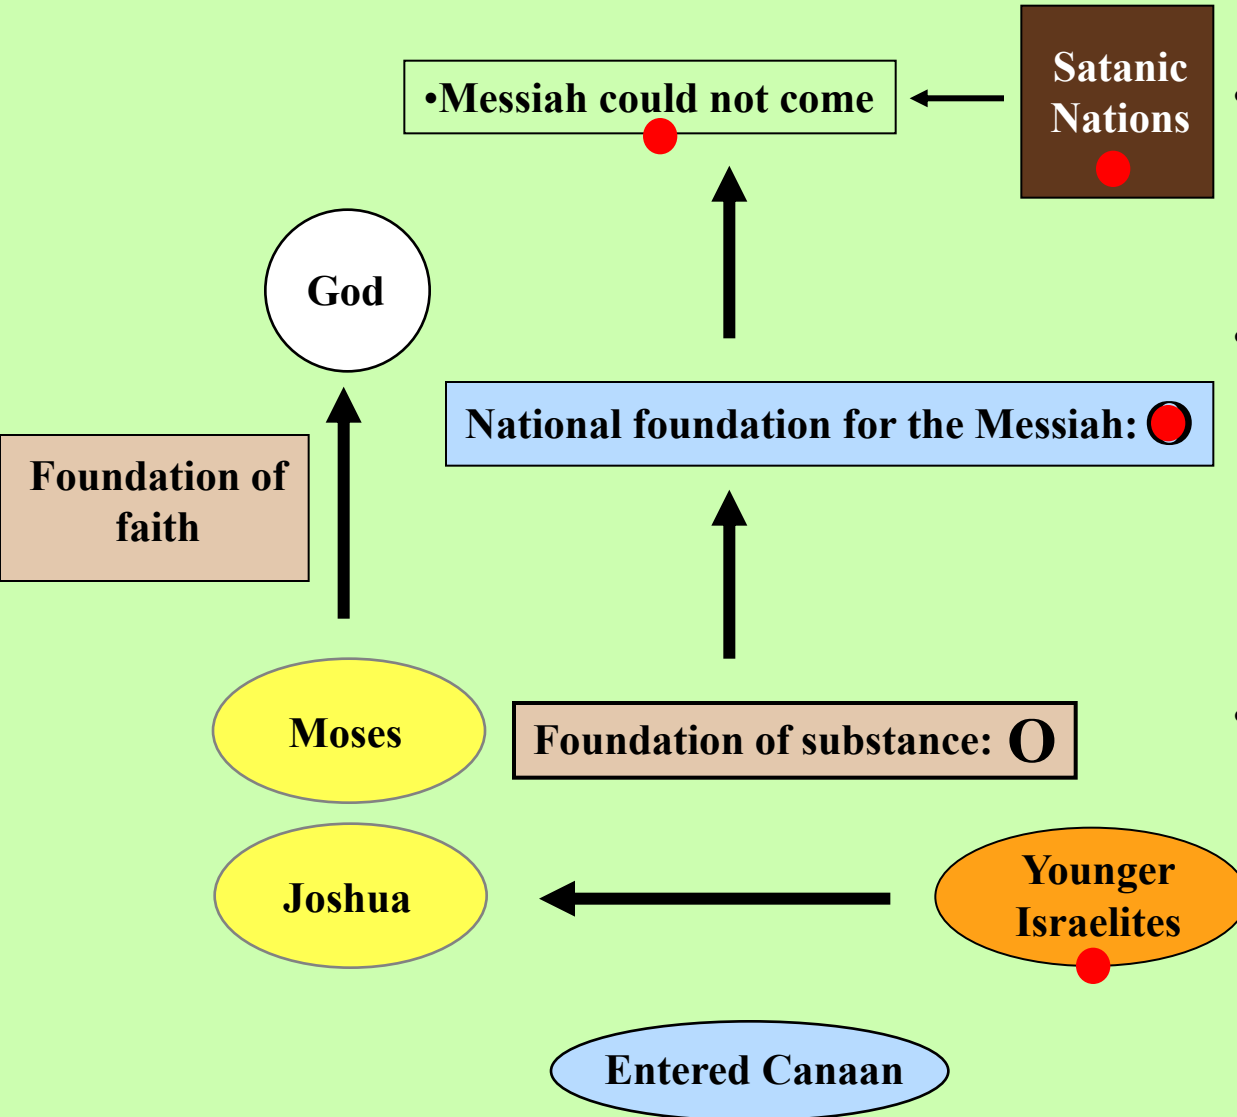 •Messiah could not come
Satanic
Nations
God
National foundation for the Messiah: O
Foundation of
faith
Moses
Foundation of substance: O
Joshua
Younger
Israelites
Entered Canaan